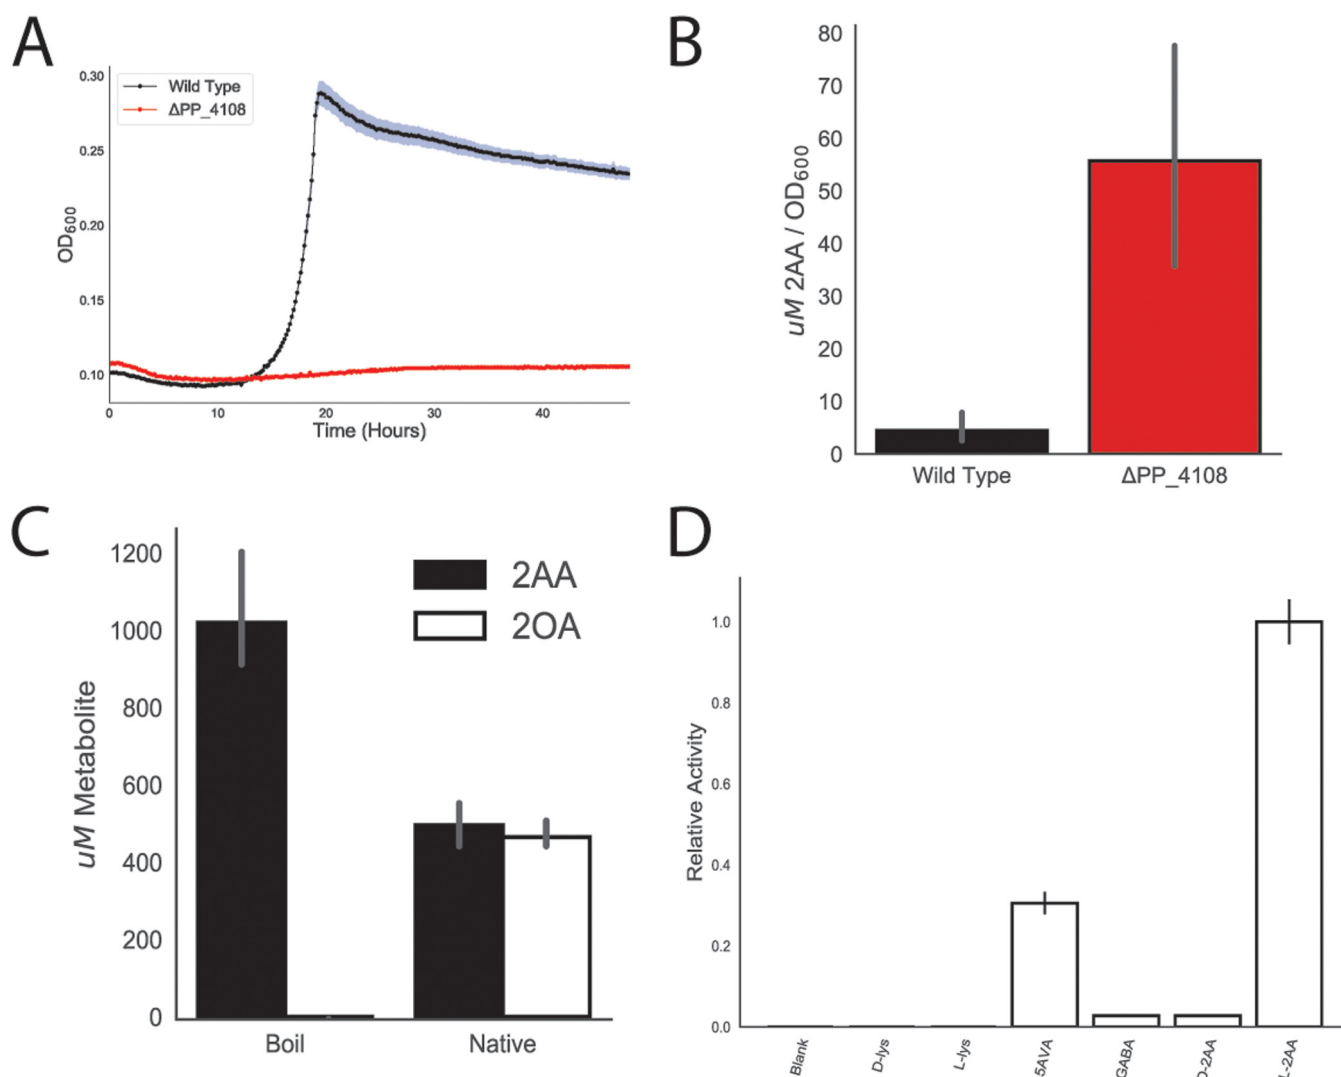 A
Wild Type
ΔPP_4108
0.30
0.25
0.20
0.15
0.10
OD600
0
10
20
30
40
Time (Hours)
B
80
70
60
50
40
30
20
10
0
uM 2AA / OD600
Wild Type
ΔPP_4108
C
1200
1000
800
600
400
200
0
uM Metabolite
2AA
2OA
Boil
Native
D
1.0
0.8
0.6
0.4
0.2
0.0
Relative Activity
Blank
D-lys
L-lys
5AVA
GABA
D-2AA
L-2AA